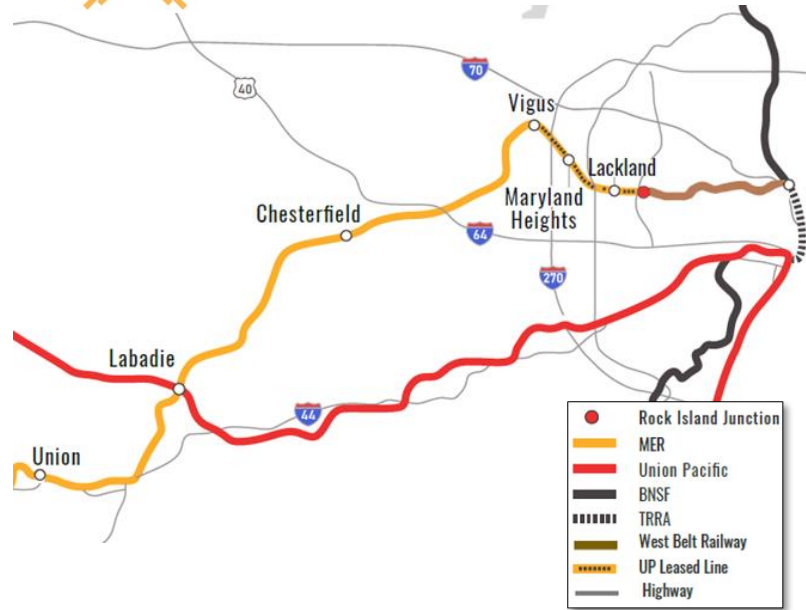 70
40
Vigus
Lackland
Maryland
Heights
Chesterfield
64
270
Labadie
44
Union
Rock Island Junction
MER
Union Pacific
BNSF
TRRA
West Belt Railway
UP Leased Line
Highway